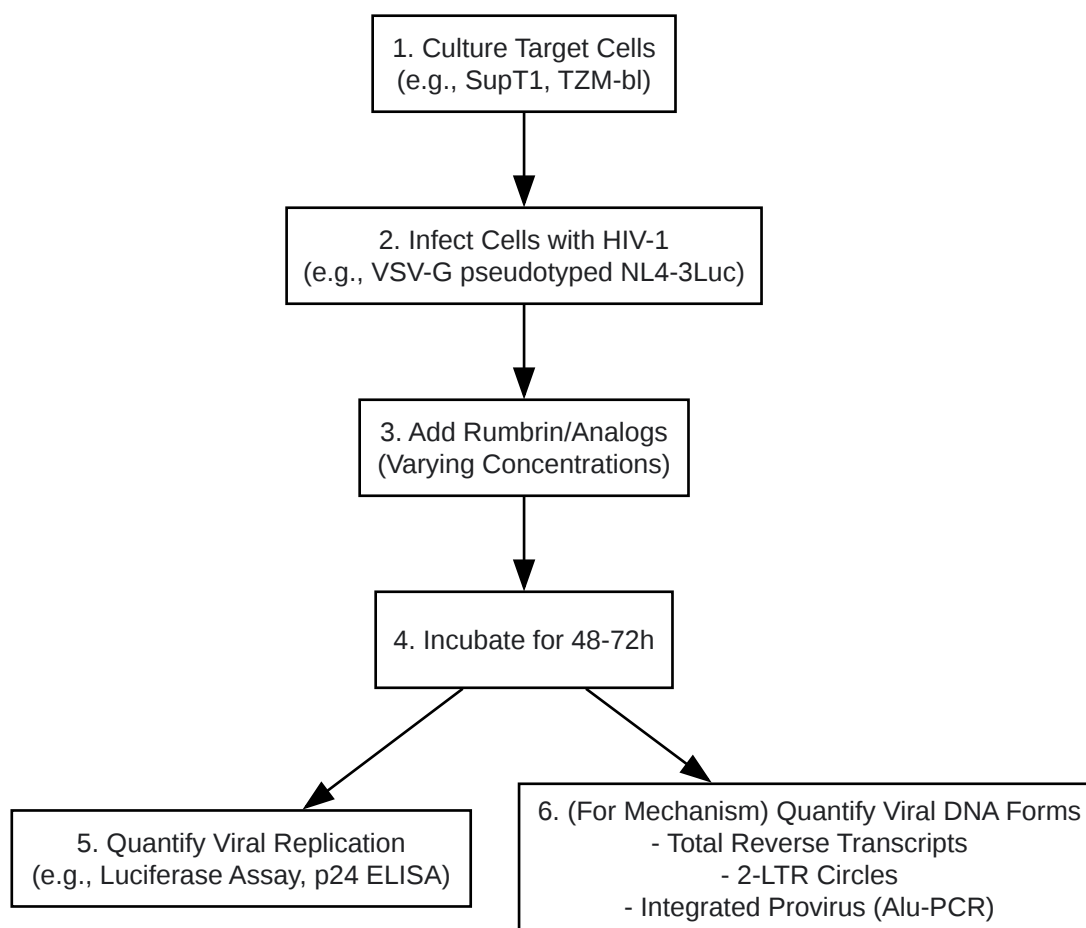 1. Culture Target Cells
(e.g., SupT1, TZM-bl)
2. Infect Cells with HIV-1
(e.g., VSV-G pseudotyped NL4-3Luc)
3. Add Rumbrin/Analogs
(Varying Concentrations)
4. Incubate for 48-72h
5. Quantify Viral Replication
(e.g., Luciferase Assay, p24 ELISA)
6. (For Mechanism) Quantify Viral DNA Forms
- Total Reverse Transcripts
- 2-LTR Circles
- Integrated Provirus (Alu-PCR)